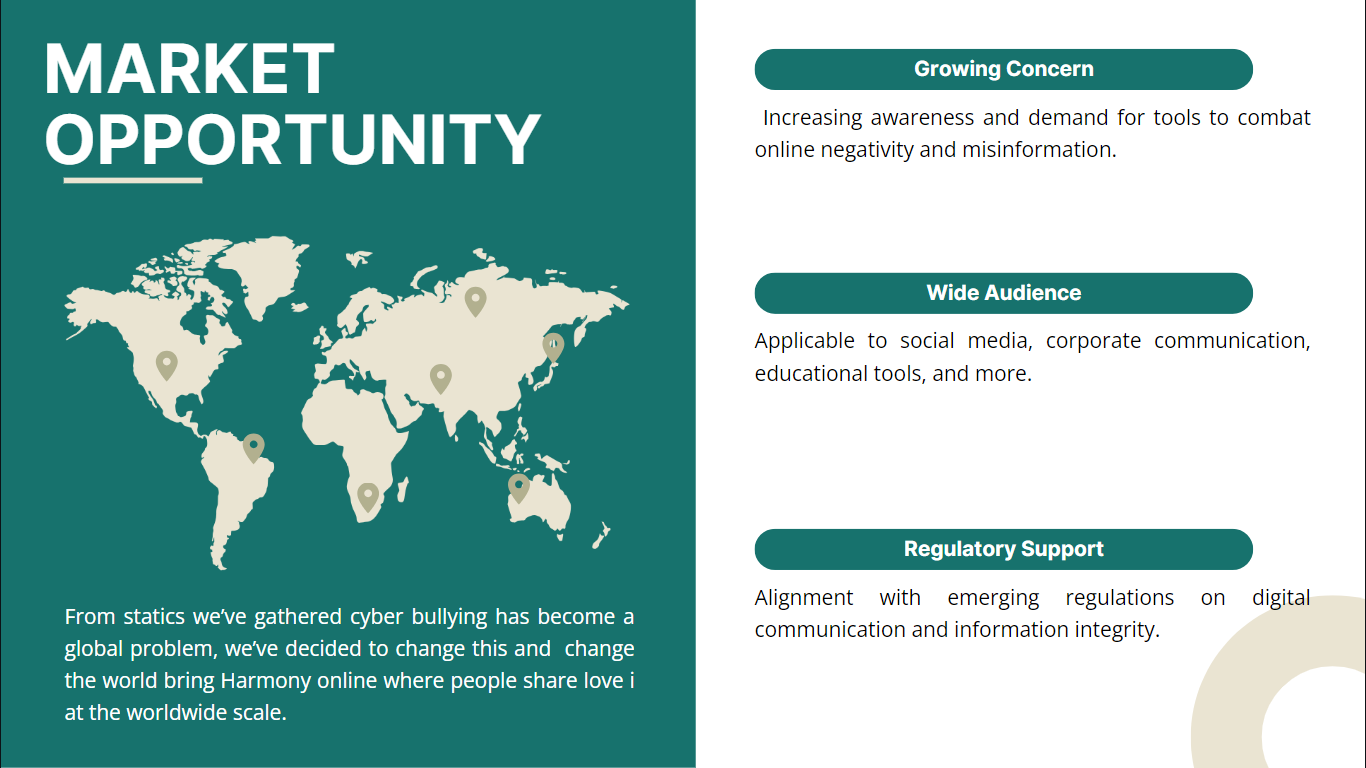 MARKET
OPPORTUNITY
From statics we’ve gathered cyber bullying has become a
global problem, we’ve decided to change this and  change
the world bring Harmony online where people share love i
at the worldwide scale.
Growing Concern
Increasing awareness and demand for tools to combat
online negativity and misinformation.
Wide Audience
Applicable to social media, corporate communication,
educational tools, and more.
Regulatory Support
Alignment with emerging regulations on digital
communication and information integrity.